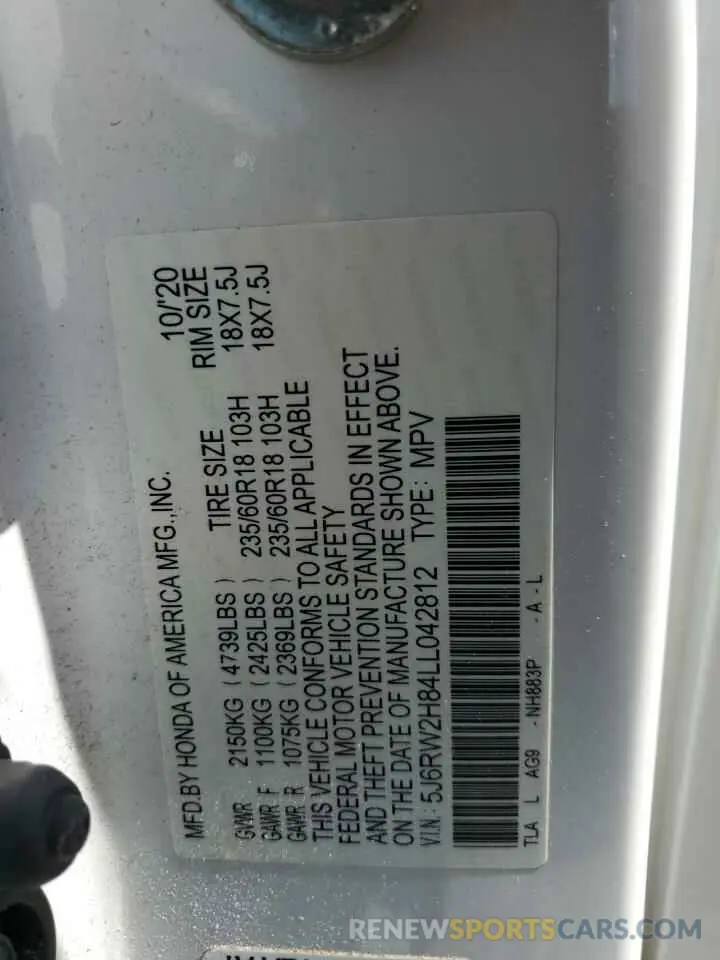 MFD.BY HONDA OF AMERICA MFG.,INC. 10/'20
TIRE SIZE RIM SIZE
GVWR 2150KG ( 4739LBS ) 235/60R18 103H 18X7.5J
GAWR F 1100KG ( 2425LBS ) 235/60R18 103H 18X7.5J
GAWR R 1075KG ( 2369LBS )
THIS VEHICLE CONFORMS TO ALL APPLICABLE
FEDERAL MOTOR VEHICLE SAFETY
AND THEFT PREVENTION STANDARDS IN EFFECT
ON THE DATE OF MANUFACTURE SHOWN ABOVE.
V.I.N.: 5J6RW2H84LL042812 TYPE: MPV
TLA L AG9 - NH883P - A - L
RENEWSPORTSCARS.COM